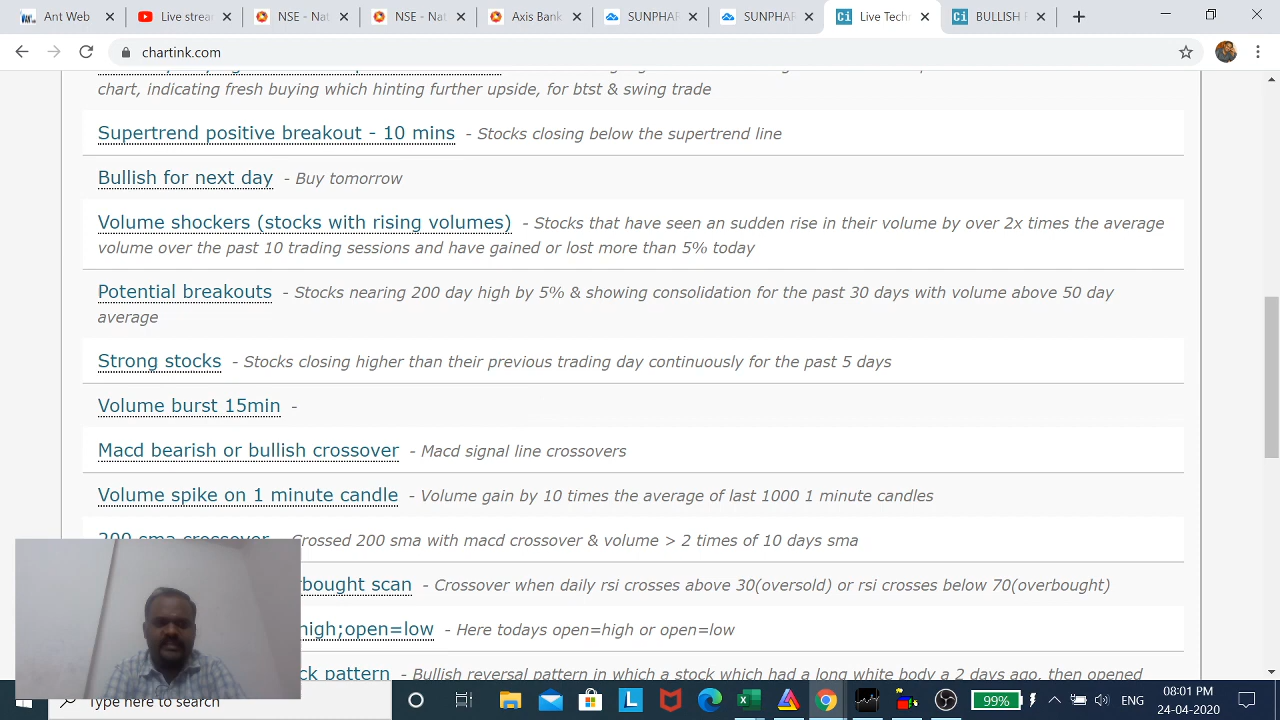 Ant Web
Live strean
NSE - Nat
NSE - Nat
Axis Bank
SUNPHAR
SUNPHAR
Live Techn
BULLISH F
chartink.com
chart, indicating fresh buying which hinting further upside, for btst & swing trade
Supertrend positive breakout - 10 mins - Stocks closing below the supertrend line
Bullish for next day - Buy tomorrow
Volume shockers (stocks with rising volumes) - Stocks that have seen an sudden rise in their volume by over 2x times the average
volume over the past 10 trading sessions and have gained or lost more than 5% today
Potential breakouts - Stocks nearing 200 day high by 5% & showing consolidation for the past 30 days with volume above 50 day
average
Strong stocks - Stocks closing higher than their previous trading day continuously for the past 5 days
Volume burst 15min -
Macd bearish or bullish crossover - Macd signal line crossovers
Volume spike on 1 minute candle - Volume gain by 10 times the average of last 1000 1 minute candles
200 sma crossover - Crossed 200 sma with macd crossover & volume > 2 times of 10 days sma
rbought scan - Crossover when daily rsi crosses above 30(oversold) or rsi crosses below 70(overbought)
high;open=low - Here todays open=high or open=low
ck pattern - Bullish reversal pattern in which a stock which had a long white body a 2 days ago, then opened
Type here to search
99%
ENG
08:01 PM
24-04-2020